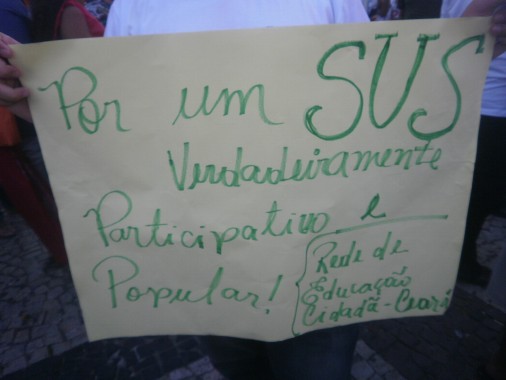 Por um SUS
Verdadeiramente
Participativo e
Popular!
Rede de
Educação
Cidadã - Ceará